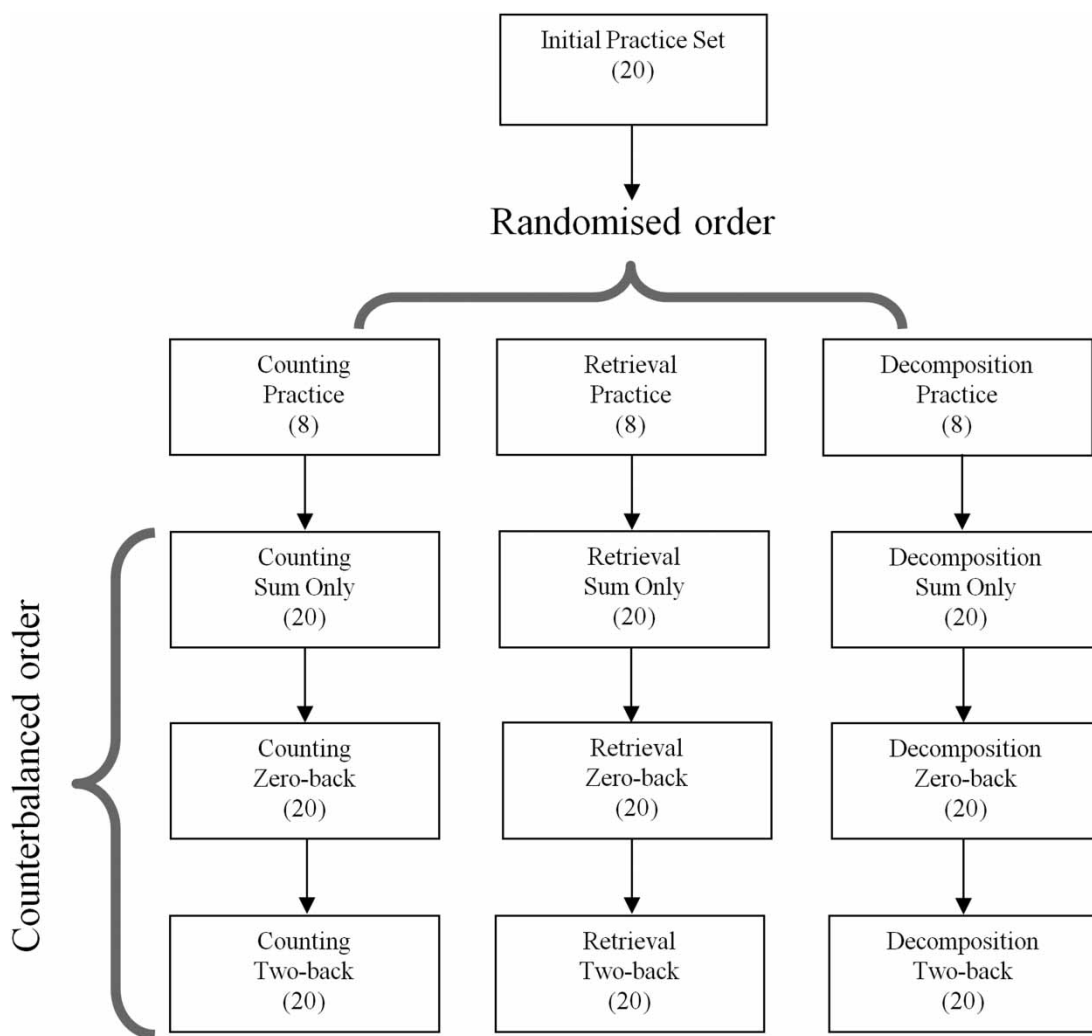 Initial Practice Set
(20)
Randomised order
Counting
Practice
(8)
Retrieval
Practice
(8)
Decomposition
Practice
(8)
Counterbalanced order
Counting
Sum Only
(20)
Retrieval
Sum Only
(20)
Decomposition
Sum Only
(20)
Counting
Zero-back
(20)
Retrieval
Zero-back
(20)
Decomposition
Zero-back
(20)
Counting
Two-back
(20)
Retrieval
Two-back
(20)
Decomposition
Two-back
(20)